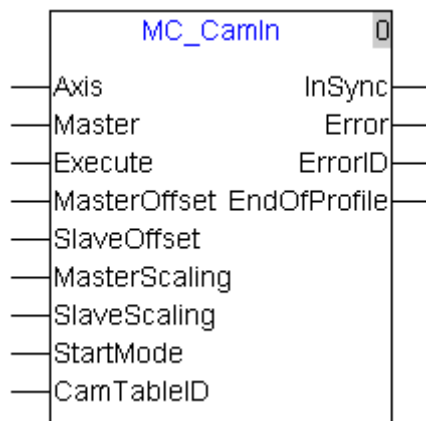 MC_CamIn 0
Axis InSync
Master Error
Execute ErrorID
MasterOffset EndOfProfile
SlaveOffset
MasterScaling
SlaveScaling
StartMode
CamTableID